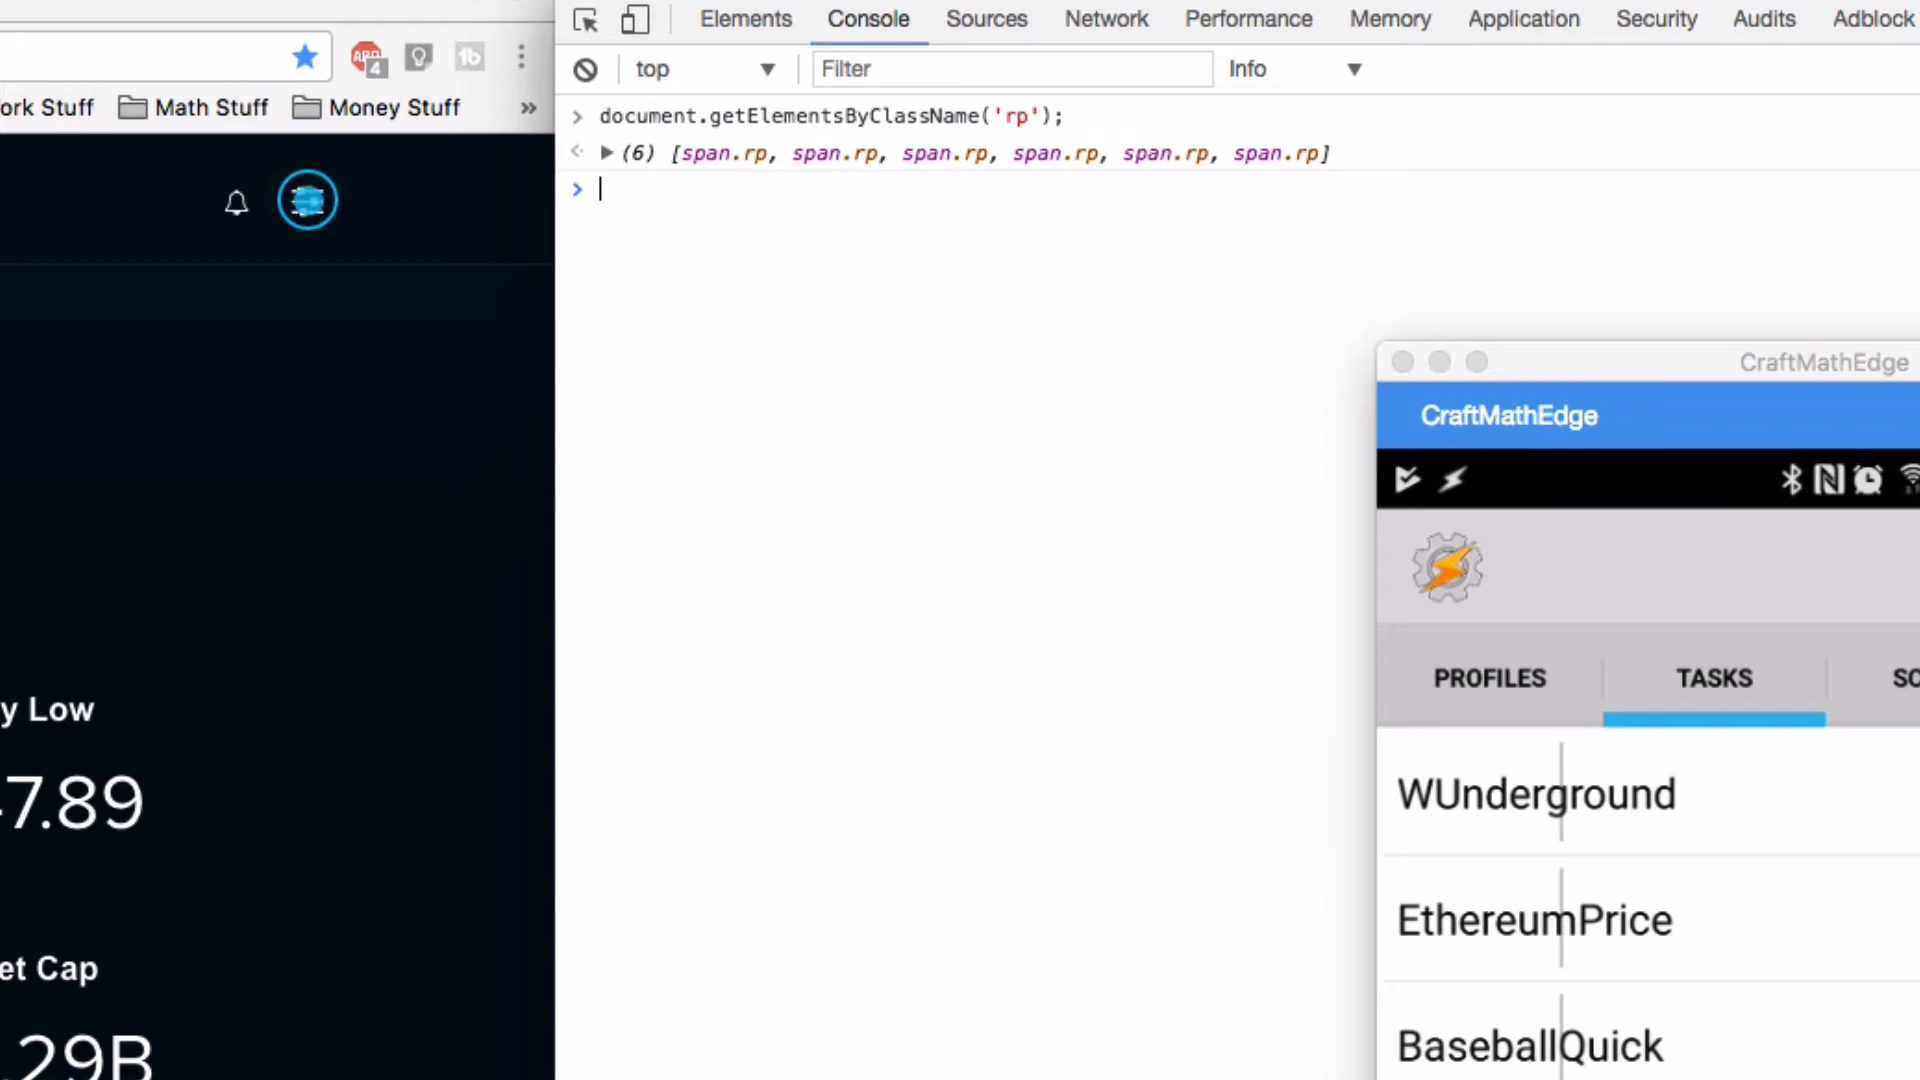 Elements Console Sources Network Performance Memory Application Security Audits Adblock
top Filter Info
ABP 4
ork Stuff Math Stuff Money Stuff »
document.getElementsByClassName('rp');
(6) [span.rp, span.rp, span.rp, span.rp, span.rp, span.rp]
CraftMathEdge
CraftMathEdge
PROFILES TASKS SC
y Low
7.89
WUnderground
EthereumPrice
et Cap
.29B
BaseballQuick